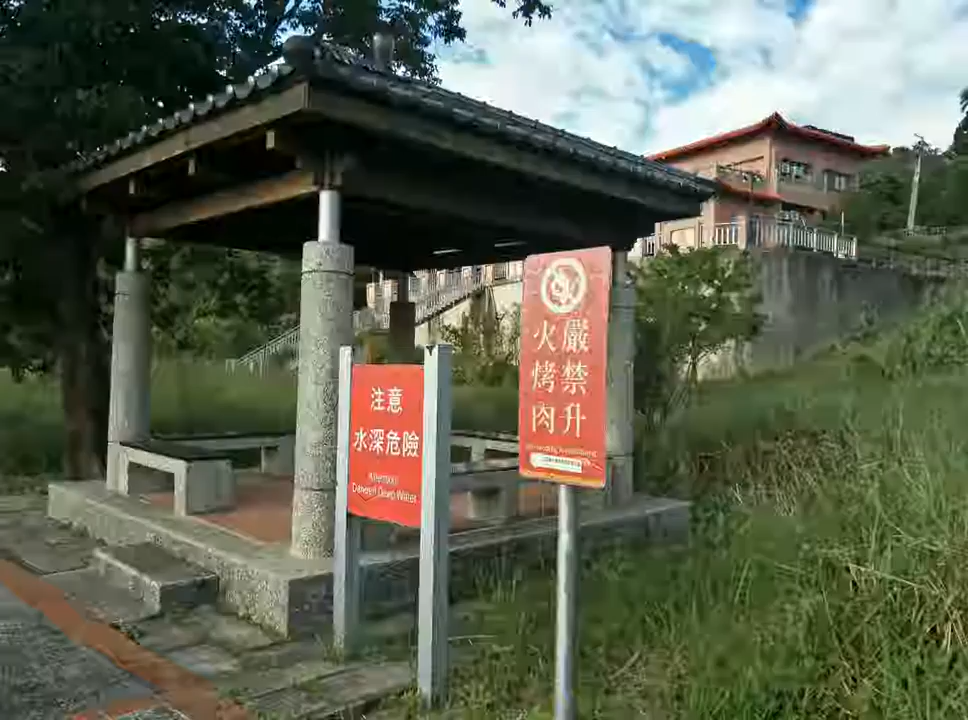 注意
水深危險
Attention
Danger! Deep Water
嚴禁升
火烤肉